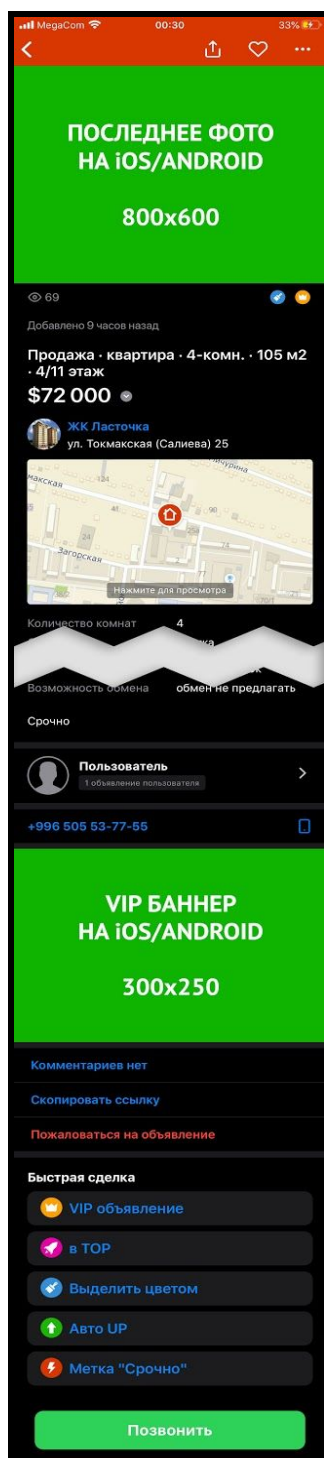 MegaCom 00:30 33%
ПОСЛЕДНЕЕ ФОТО
НА iOS/ANDROID
800x600
69
Добавлено 9 часов назад
Продажа · квартира · 4-комн. · 105 м2
· 4/11 этаж
$72 000
ЖК Ласточка
ул. Токмакская (Салиева) 25
Загорская
Нажмите для просмотра
Количество комнат 4
Возможность обмена обмен не предлагать
Срочно
Пользователь
1 объявление пользователя
+996 505 53-77-55
VIP БАННЕР
НА iOS/ANDROID
300x250
Комментариев нет
Скопировать ссылку
Пожаловаться на объявление
Быстрая сделка
VIP объявление
в TOP
Выделить цветом
Авто UP
Метка "Срочно"
Позвонить